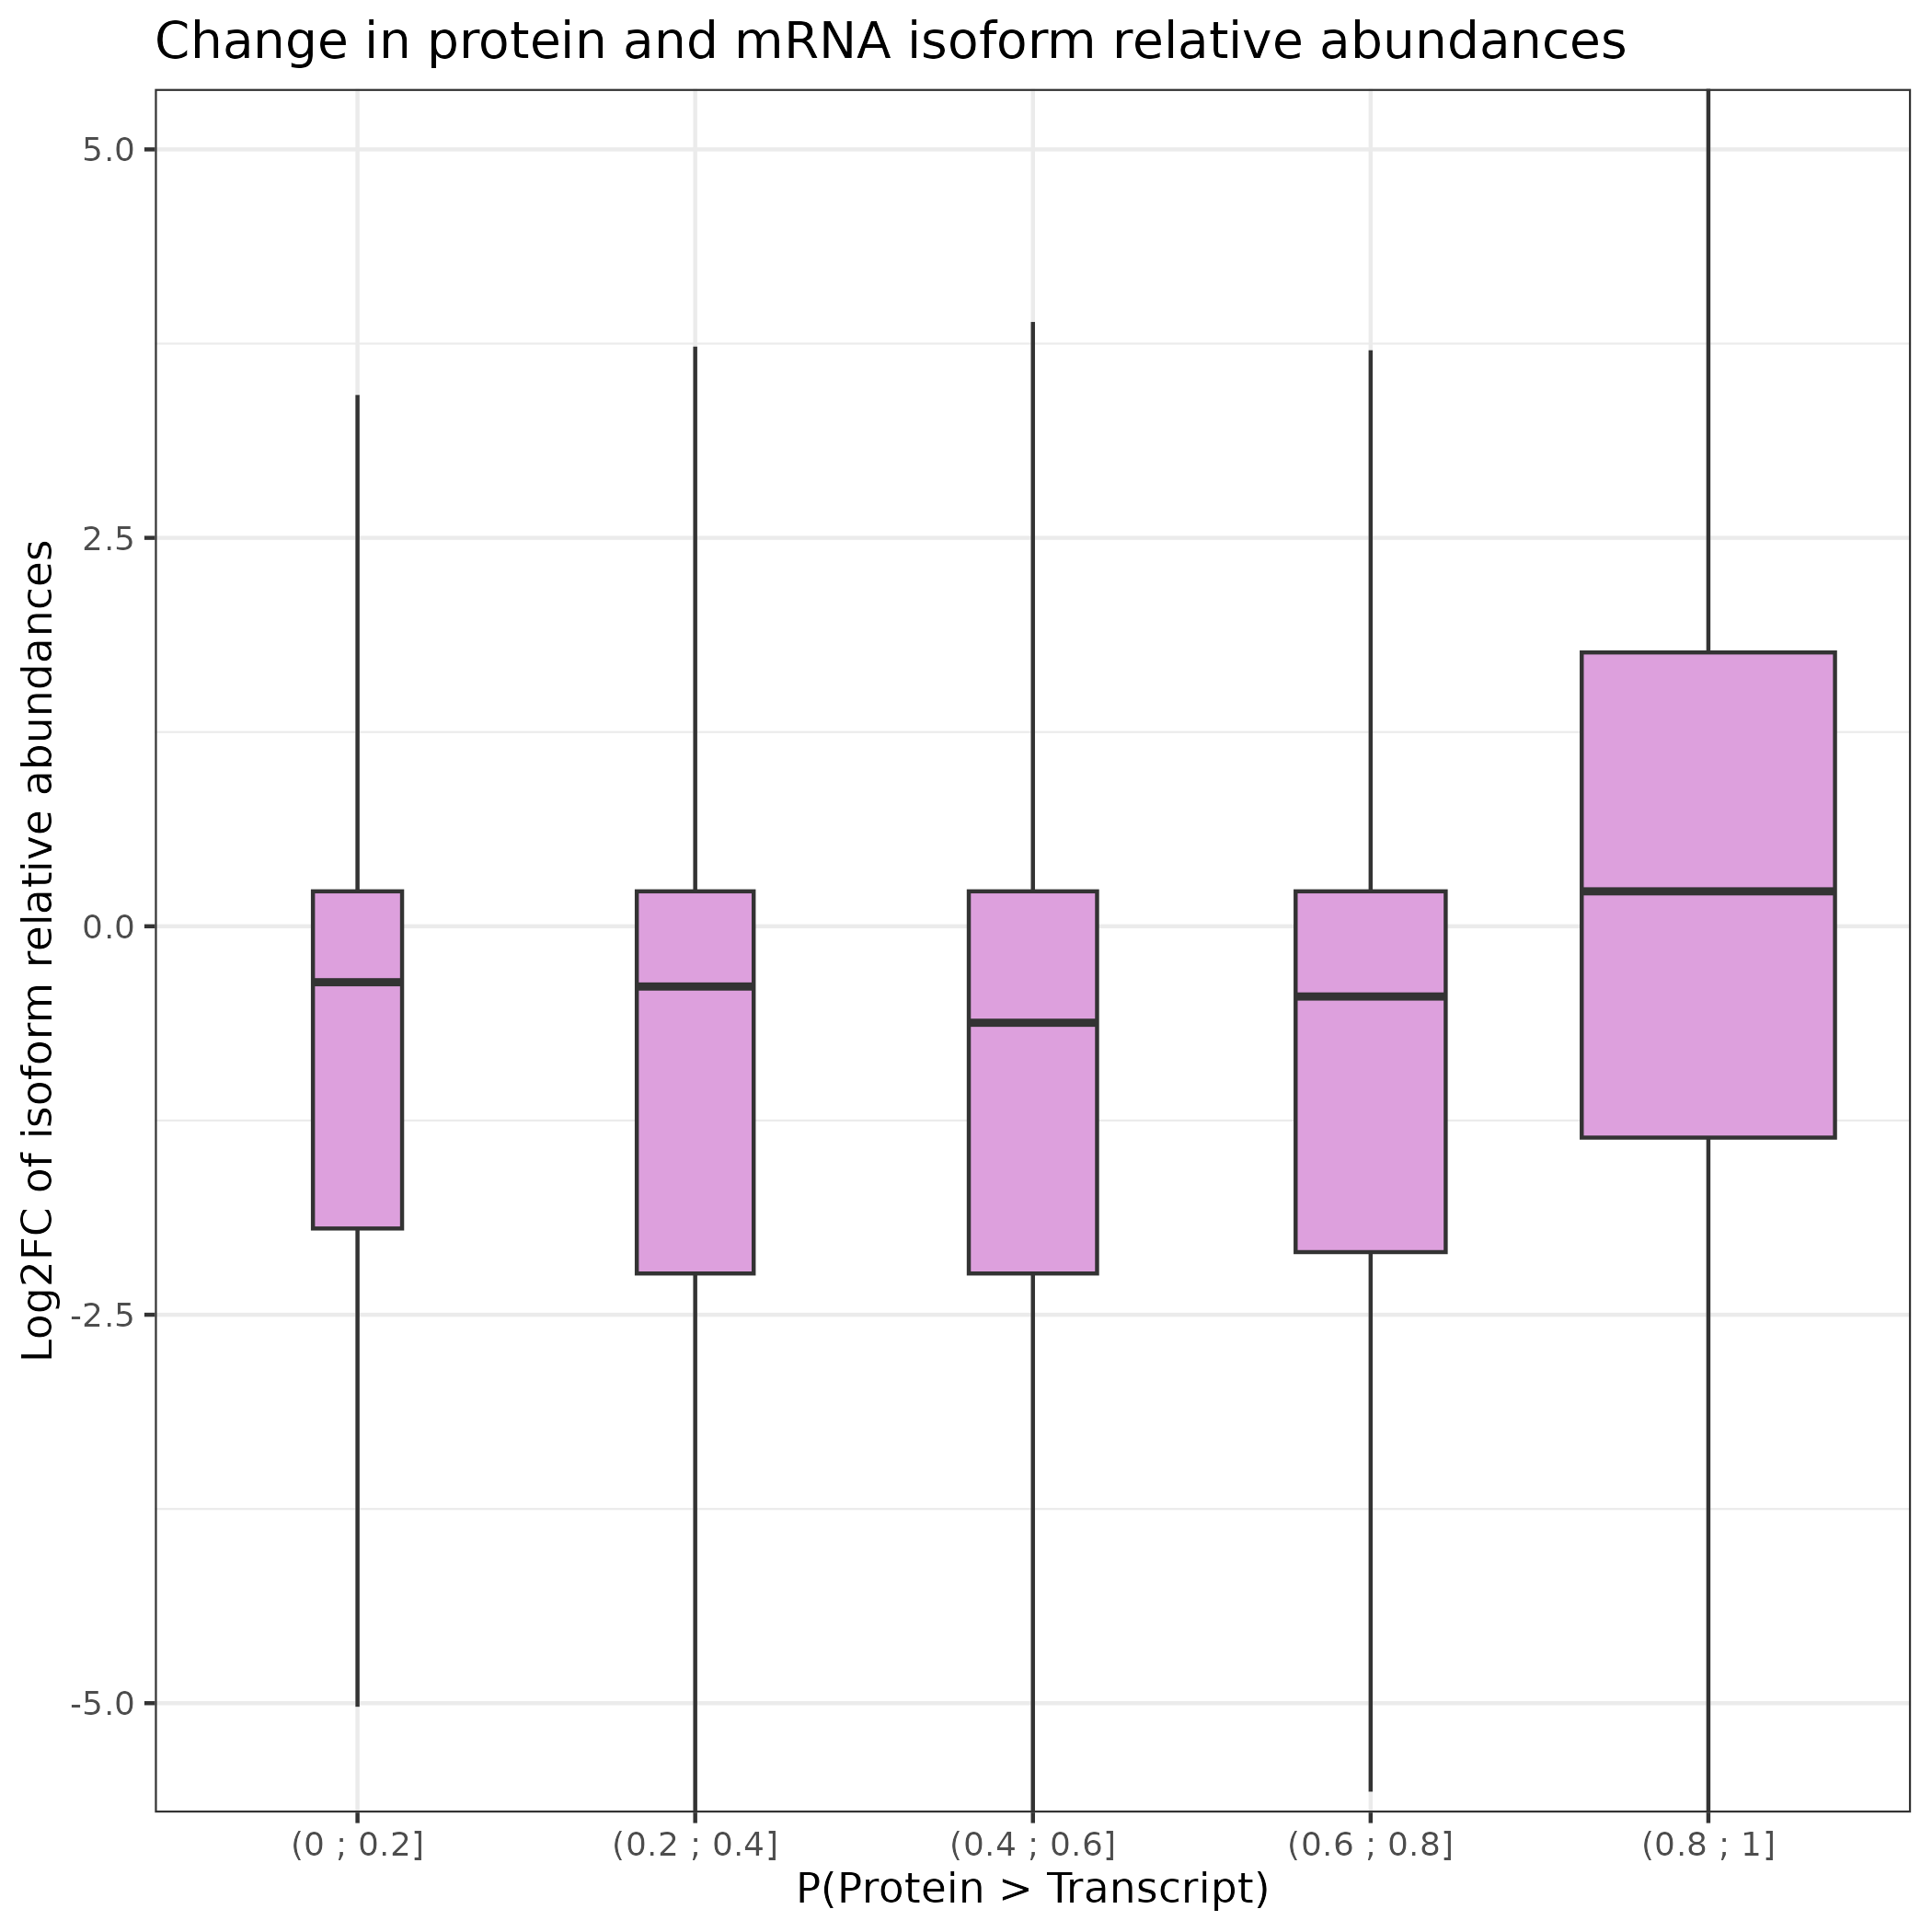 Change in protein and mRNA isoform relative abundances
Log2FC of isoform relative abundances
5.0
2.5
0.0
-2.5
-5.0
(0 ; 0.2]
(0.2 ; 0.4]
(0.4 ; 0.6]
(0.6 ; 0.8]
(0.8 ; 1]
P(Protein > Transcript)